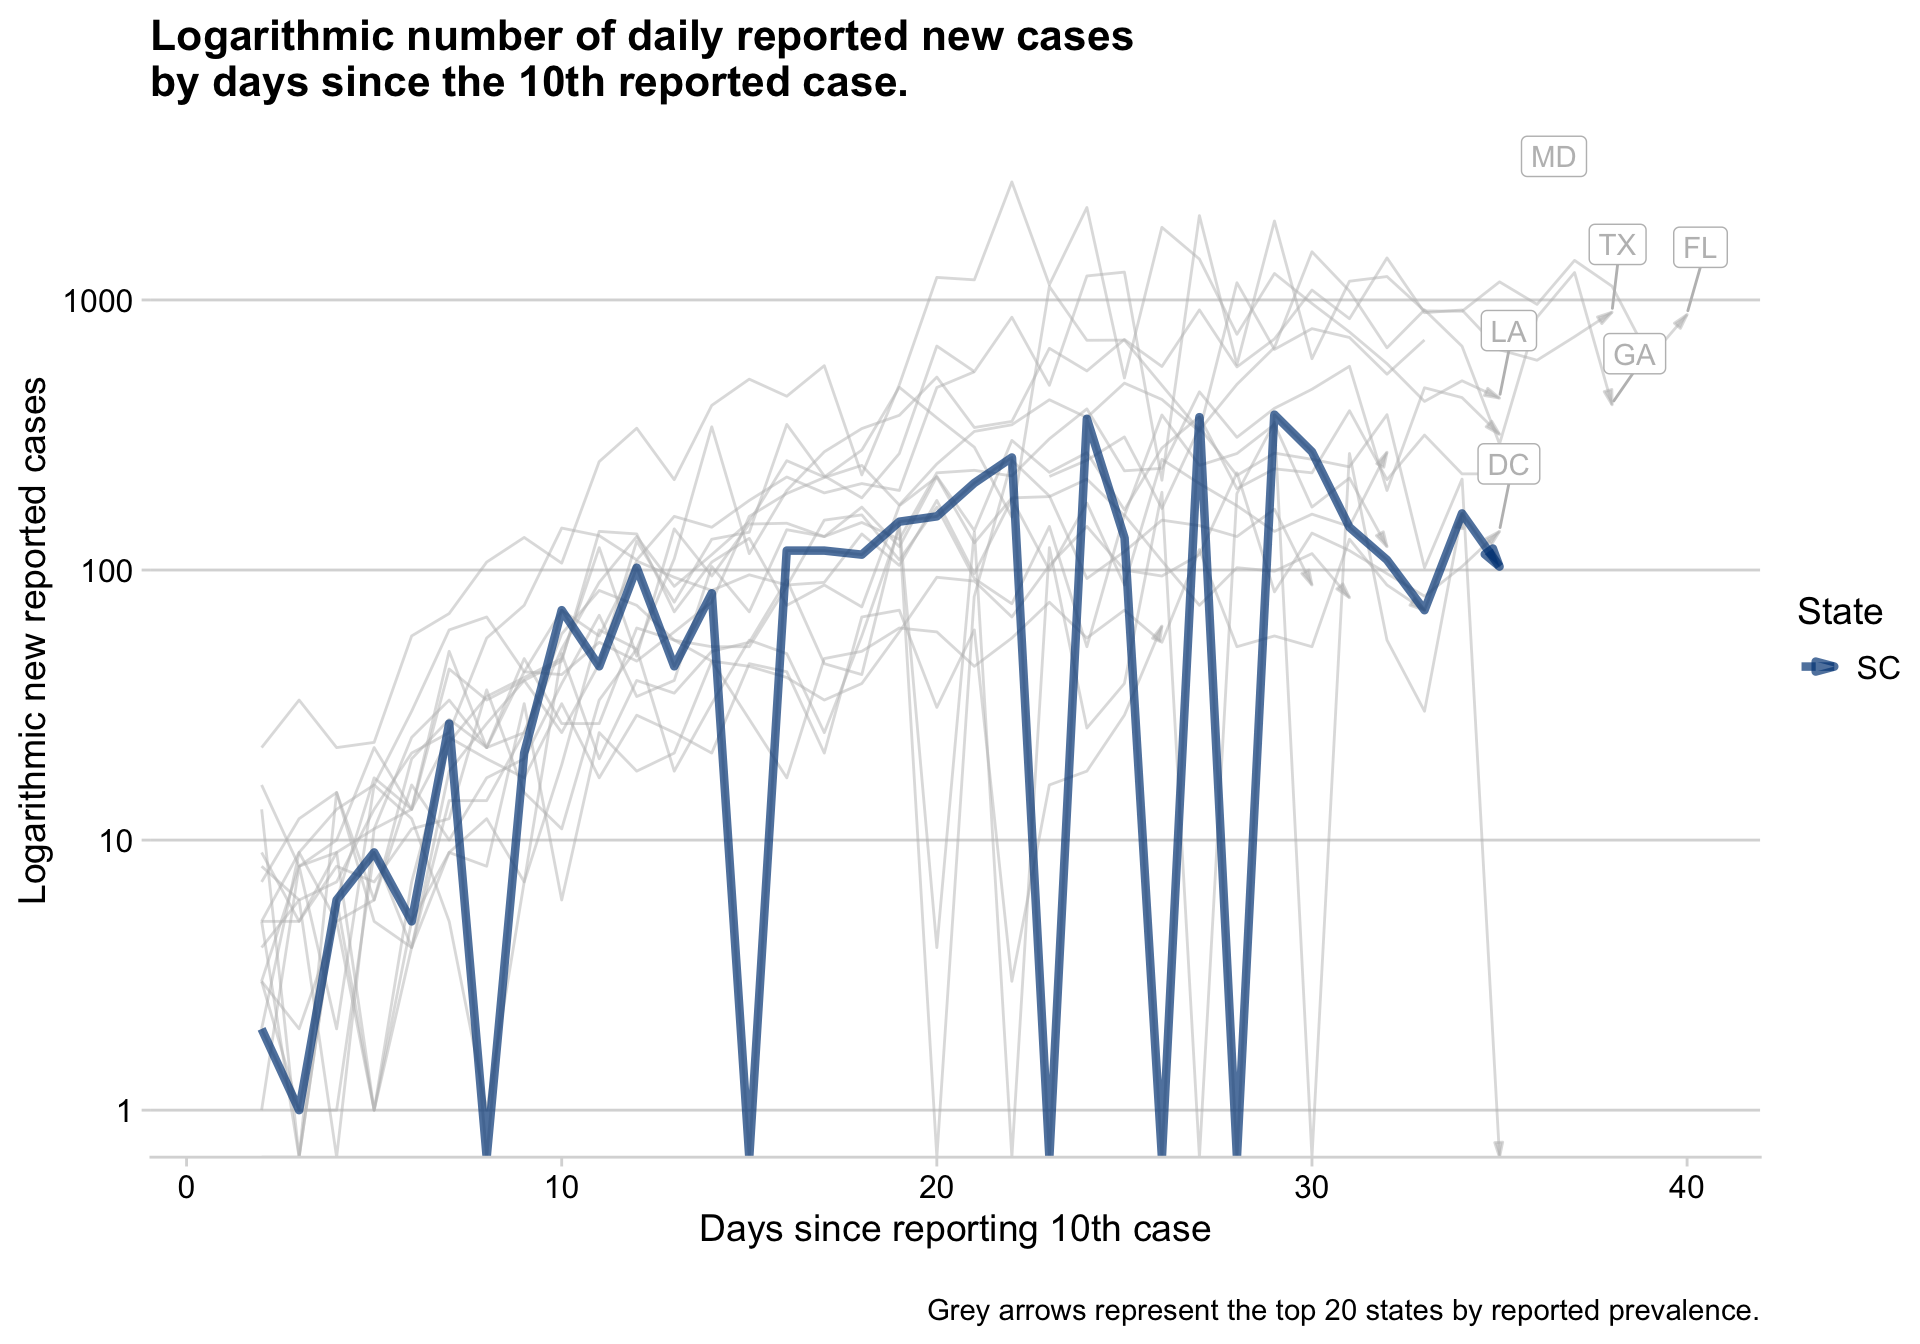 Logarithmic number of daily reported new cases
by days since the 10th reported case.
MD
TX
FL
1000
LA
GA
DC
100
10
1
Logarithmic new reported cases
State
SC
0
10
20
30
40
Days since reporting 10th case
Grey arrows represent the top 20 states by reported prevalence.